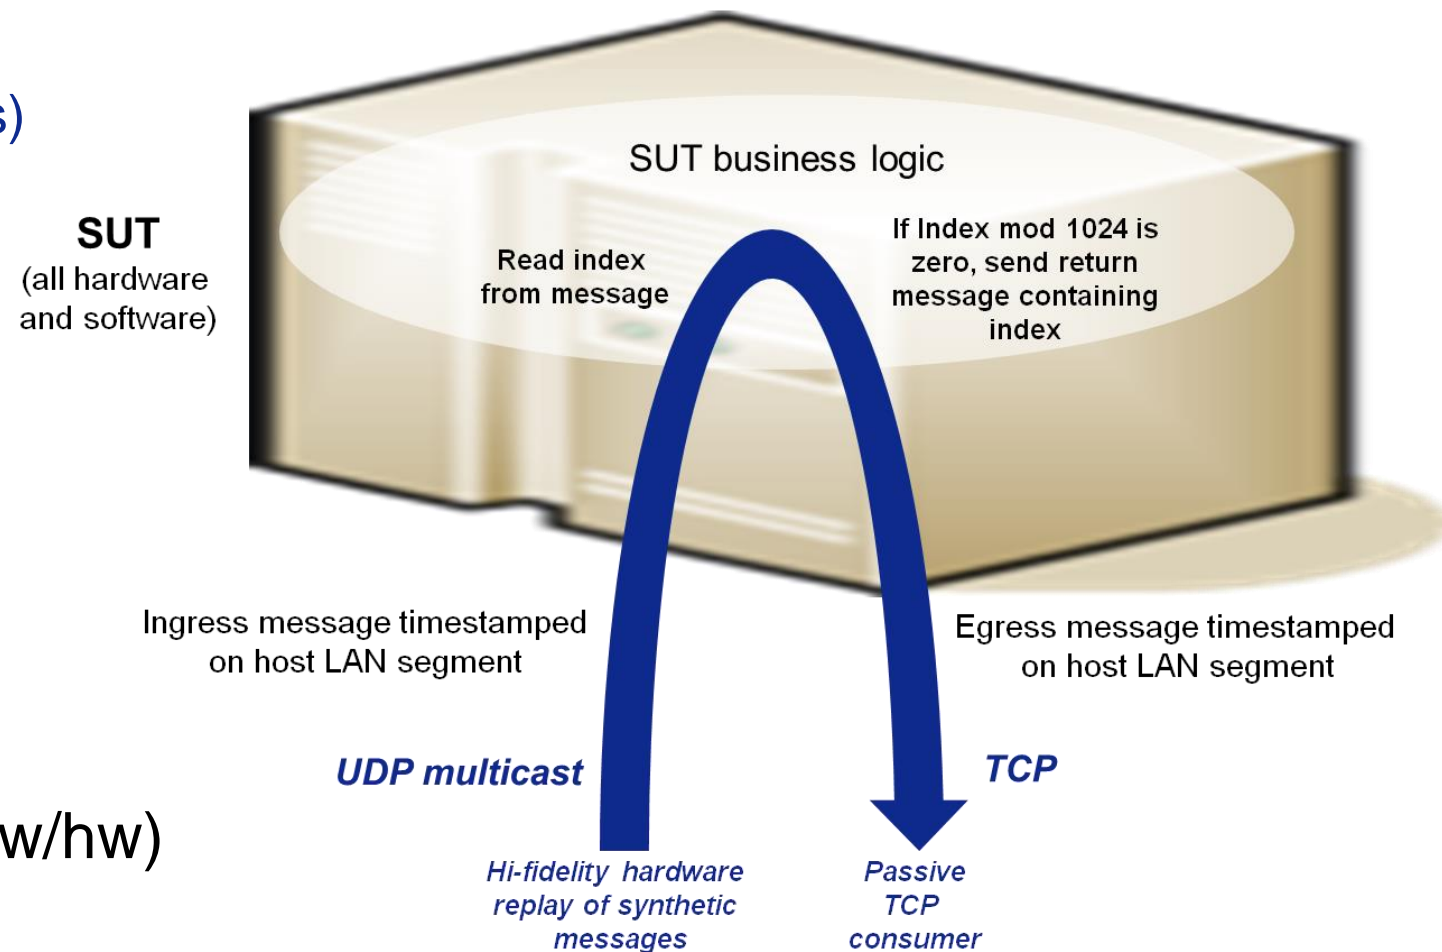 s)
SUT
(all hardware
and software)
SUT business logic
Read index
from message
If Index mod 1024 is
zero, send return
message containing
index
Ingress message timestamped
on host LAN segment
Egress message timestamped
on host LAN segment
UDP multicast
TCP
w/hw)
Hi-fidelity hardware
replay of synthetic
messages
Passive
TCP
consumer